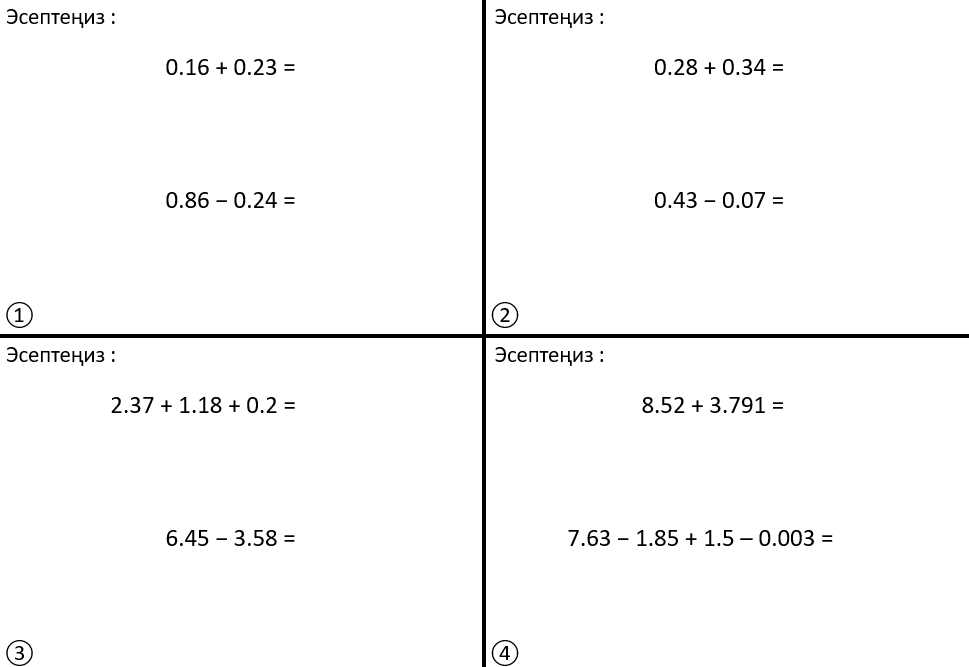 Эсептеңиз :
0.16 + 0.23 =
0.86 – 0.24 =
①
Эсептеңиз :
0.28 + 0.34 =
0.43 – 0.07 =
②
Эсептеңиз :
2.37 + 1.18 + 0.2 =
6.45 – 3.58 =
③
Эсептеңиз :
8.52 + 3.791 =
7.63 – 1.85 + 1.5 – 0.003 =
④